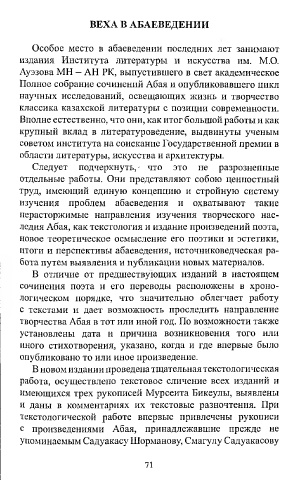 ВЕХА В АБАЕВЕДЕНИИ
Особое место в абаеведении последних лет занимают
издания Института литературы и искусства им. М.О.
Ауэзова МН – АН РК, выпустившего в свет академическое
Полное собрание сочинений Абая и опубликовавшего цикл
научных исследований, освещающих жизнь и творчество
классика казахской литературы с позиции современности.
Вполне естественно, что они, как итог большой работы и как
крупный вклад в литературоведение, выдвинуты ученым
советом института на соискание Государственной премии в
области литературы, искусства и архитектуры.
Следует подчеркнуть, что это не разрозненные
отдельные работы. Они представляют собою целостный
труд, имеющий единую концепцию и стройную систему
изучения проблем абаеведения и охватывают такие
нерасторжимые направления изучения творческого нас-
ледия Абая, как текстология и издание произведений поэта,
новое теоретическое осмысление его поэтики и эстетики,
итоги и перспективы абаеведения, источниковедческая ра-
бота путем выявления и публикации новых материалов.
В отличие от предшествующих изданий в настоящем
сочинения поэта и его переводы расположены в хроно-
логическом порядке, что значительно облегчает работу
с текстами и дает возможность проследить направление
творчества Абая в тот или иной год. По возможности также
установлены дата и причина возникновения того или
иного стихотворения, указано, когда и где впервые было
опубликовано то или иное произведение.
В новом издании проведена тщательная текстологическая
работа, осуществлено текстовое сличение всех изданий и
имеющихся трех рукописей Мурсеита Бикеулы, выявлены
и даны в комментариях их текстовые разночтения. При
текстологической работе впервые привлечены рукописи
с произведениями Абая, принадлежавшие прежде не
упоминаемым Садуакасу Шорманову, Смагулу Садуакасову
71